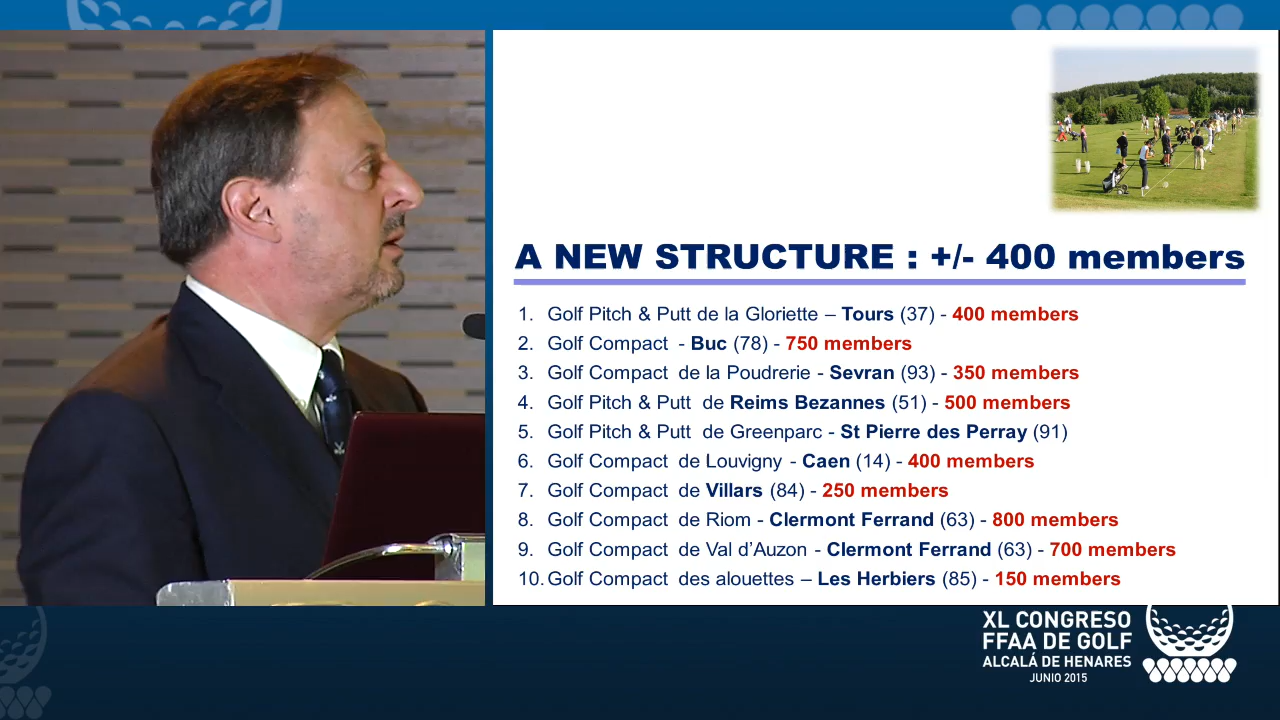 A NEW STRUCTURE : +/- 400 members
1. Golf Pitch & Putt de la Gloriette – Tours (37) - 400 members
2. Golf Compact - Buc (78) - 750 members
3. Golf Compact de la Poudrerie - Sevran (93) - 350 members
4. Golf Pitch & Putt de Reims Bezannes (51) - 500 members
5. Golf Pitch & Putt de Greenparc - St Pierre des Perray (91)
6. Golf Compact de Louvigny - Caen (14) - 400 members
7. Golf Compact de Villars (84) - 250 members
8. Golf Compact de Riom - Clermont Ferrand (63) - 800 members
9. Golf Compact de Val d’Auzon - Clermont Ferrand (63) - 700 members
10. Golf Compact des alouettes – Les Herbiers (85) - 150 members
XL CONGRESO
FFAA DE GOLF
ALCALÁ DE HENARES
JUNIO 2015